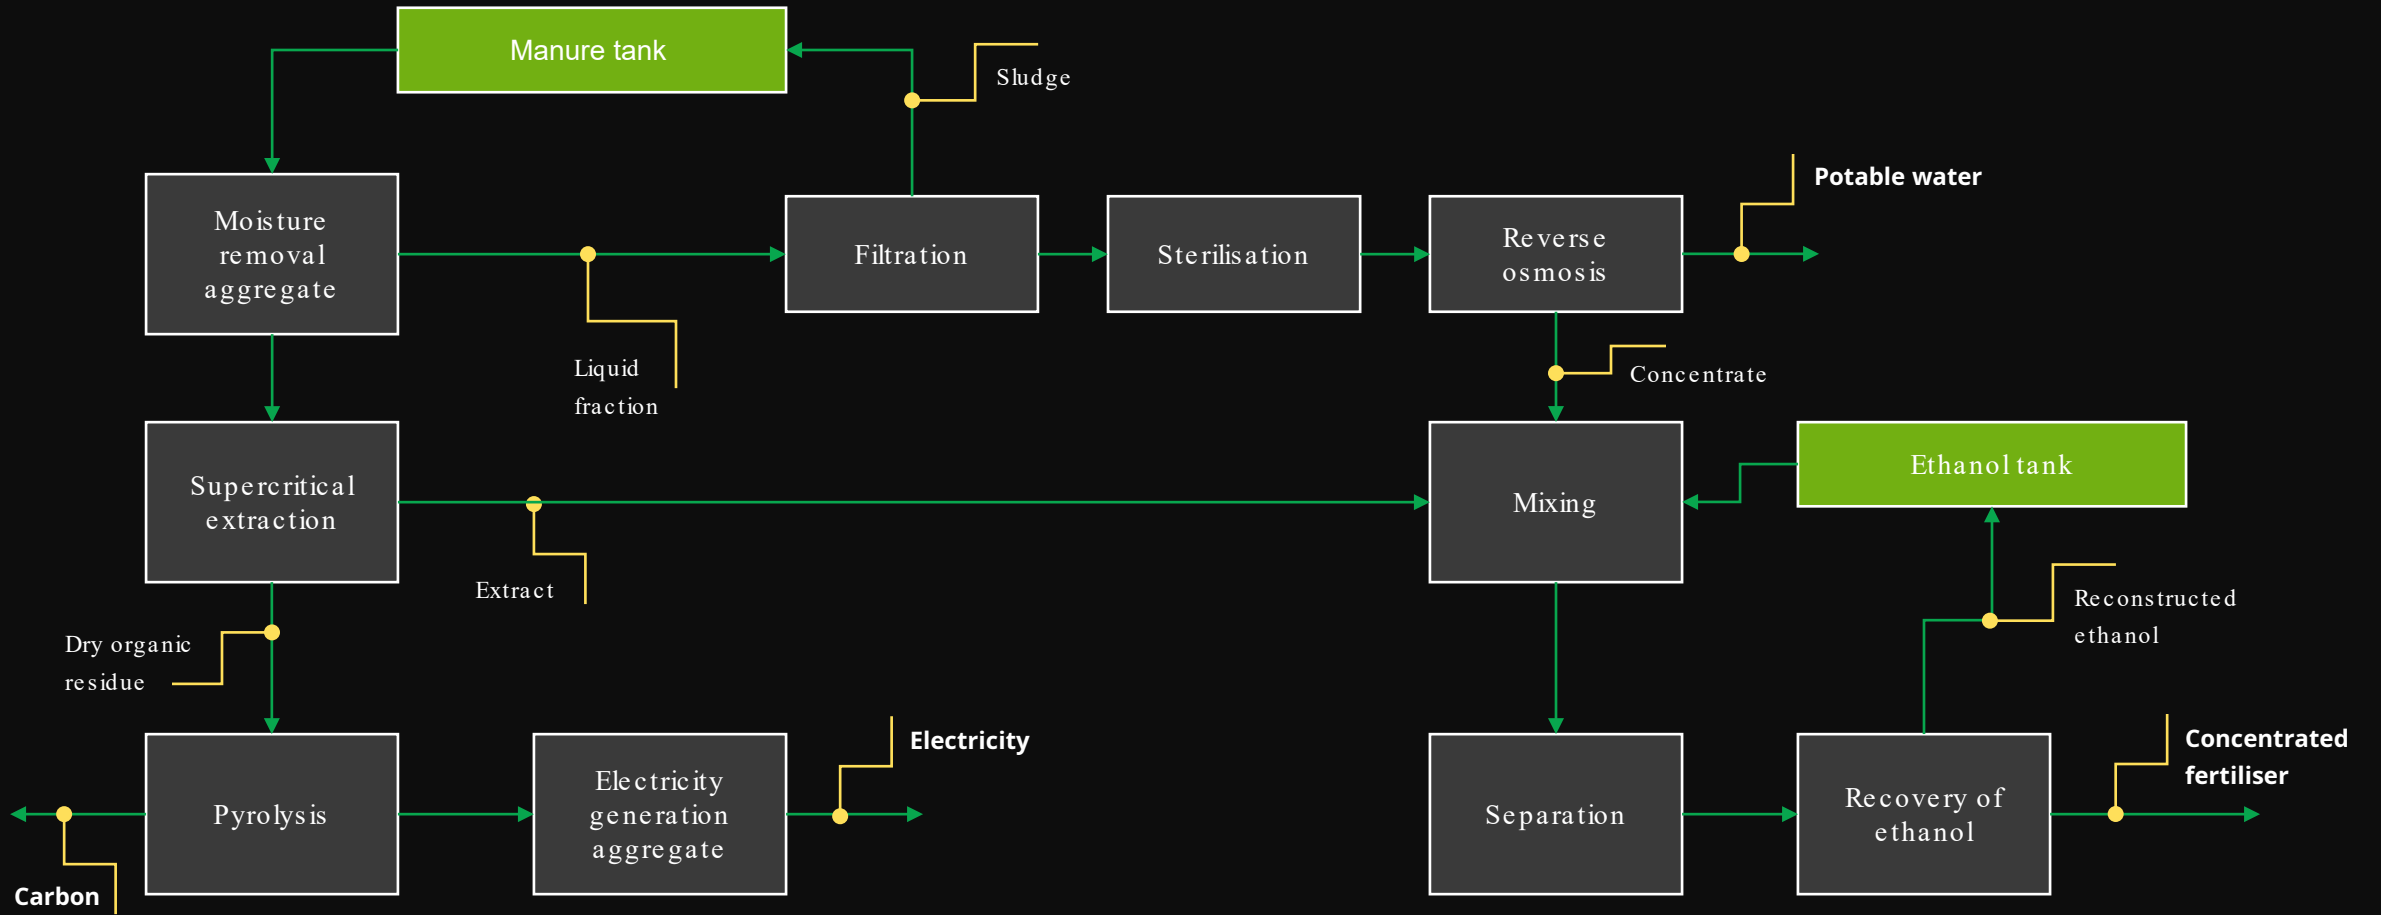 Manure tank
Sludge
Potable water
Moisture
removal
aggregate
Filtration
Sterilisation
Reverse
osmosis
Liquid
fraction
Concentrate
Supercritical
extraction
Mixing
Ethanol tank
Extract
Reconstructed
ethanol
Dry organic
residue
Electricity
Concentrated
fertiliser
Pyrolysis
Electricity
generation
aggregate
Separation
Recovery of
ethanol
Carbon